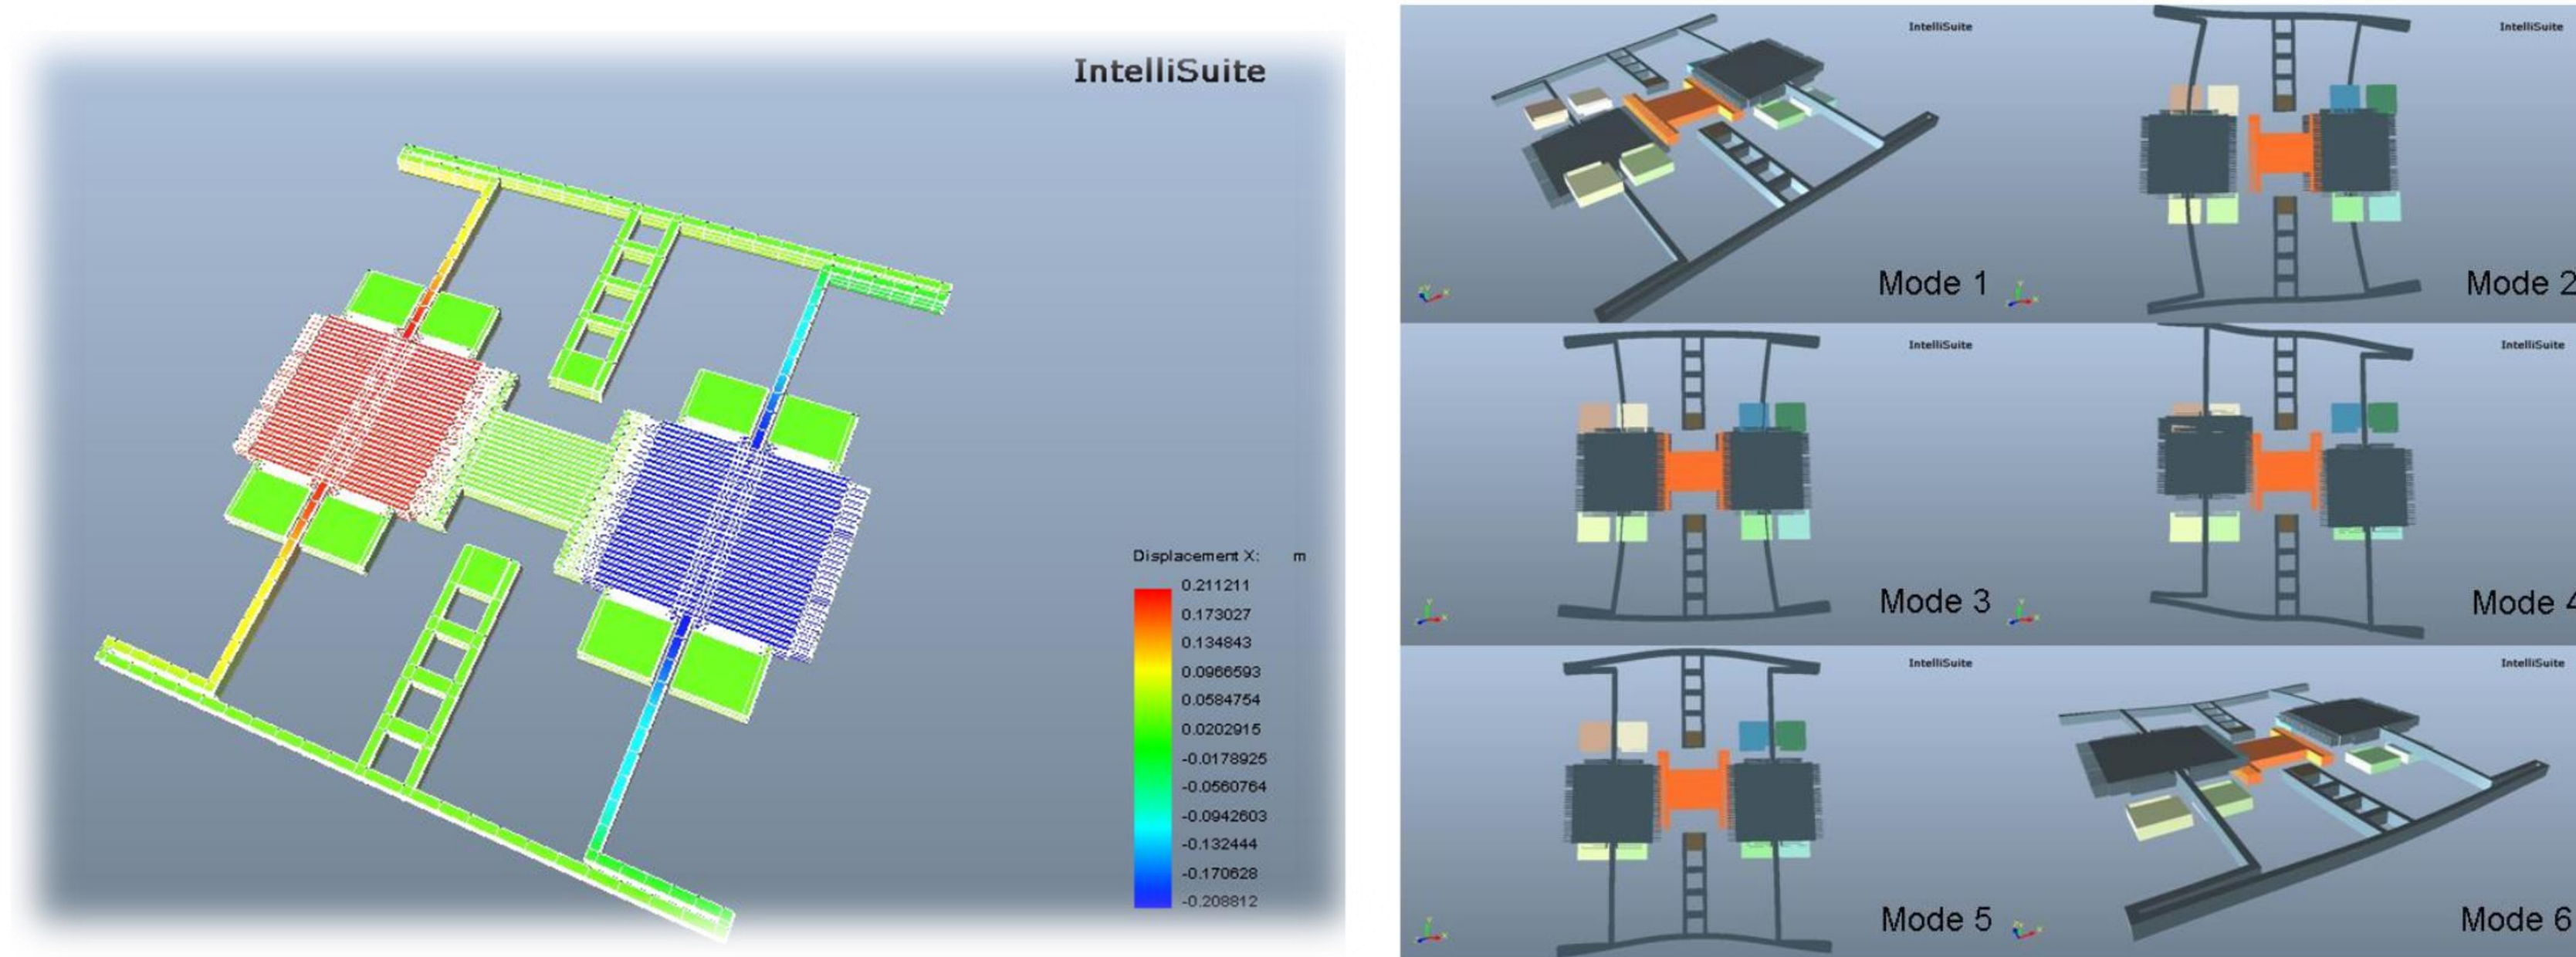 IntelliSuite
Displacement X: m
0.211211
0.173027
0.134843
0.0966593
0.0584754
0.0202915
-0.0178925
-0.0560764
-0.0942603
-0.132444
-0.170628
-0.208812
IntelliSuite
Mode 1
IntelliSuite
Mode 2
IntelliSuite
Mode 3
IntelliSuite
Mode 4
IntelliSuite
Mode 5
IntelliSuite
Mode 6